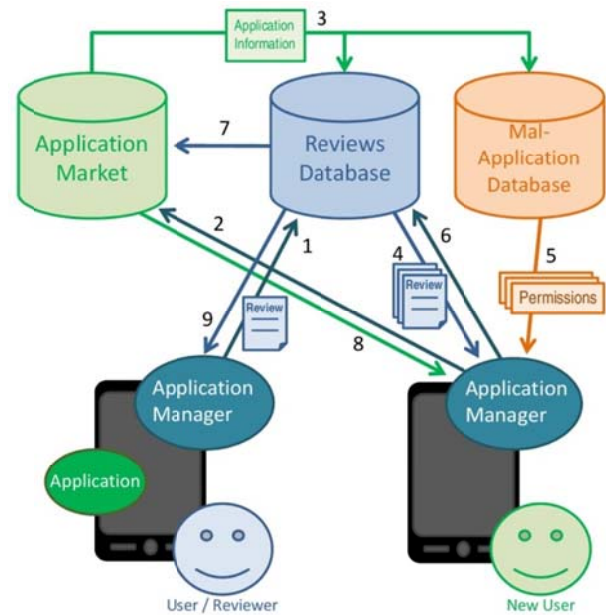 3
Application
Information
Application
Market
7
Reviews
Database
Mal-
Application
Database
2
1
4
6
5
Review
Review
Permissions
9
8
Application
Manager
Application
Manager
Application
User / Reviewer
New User